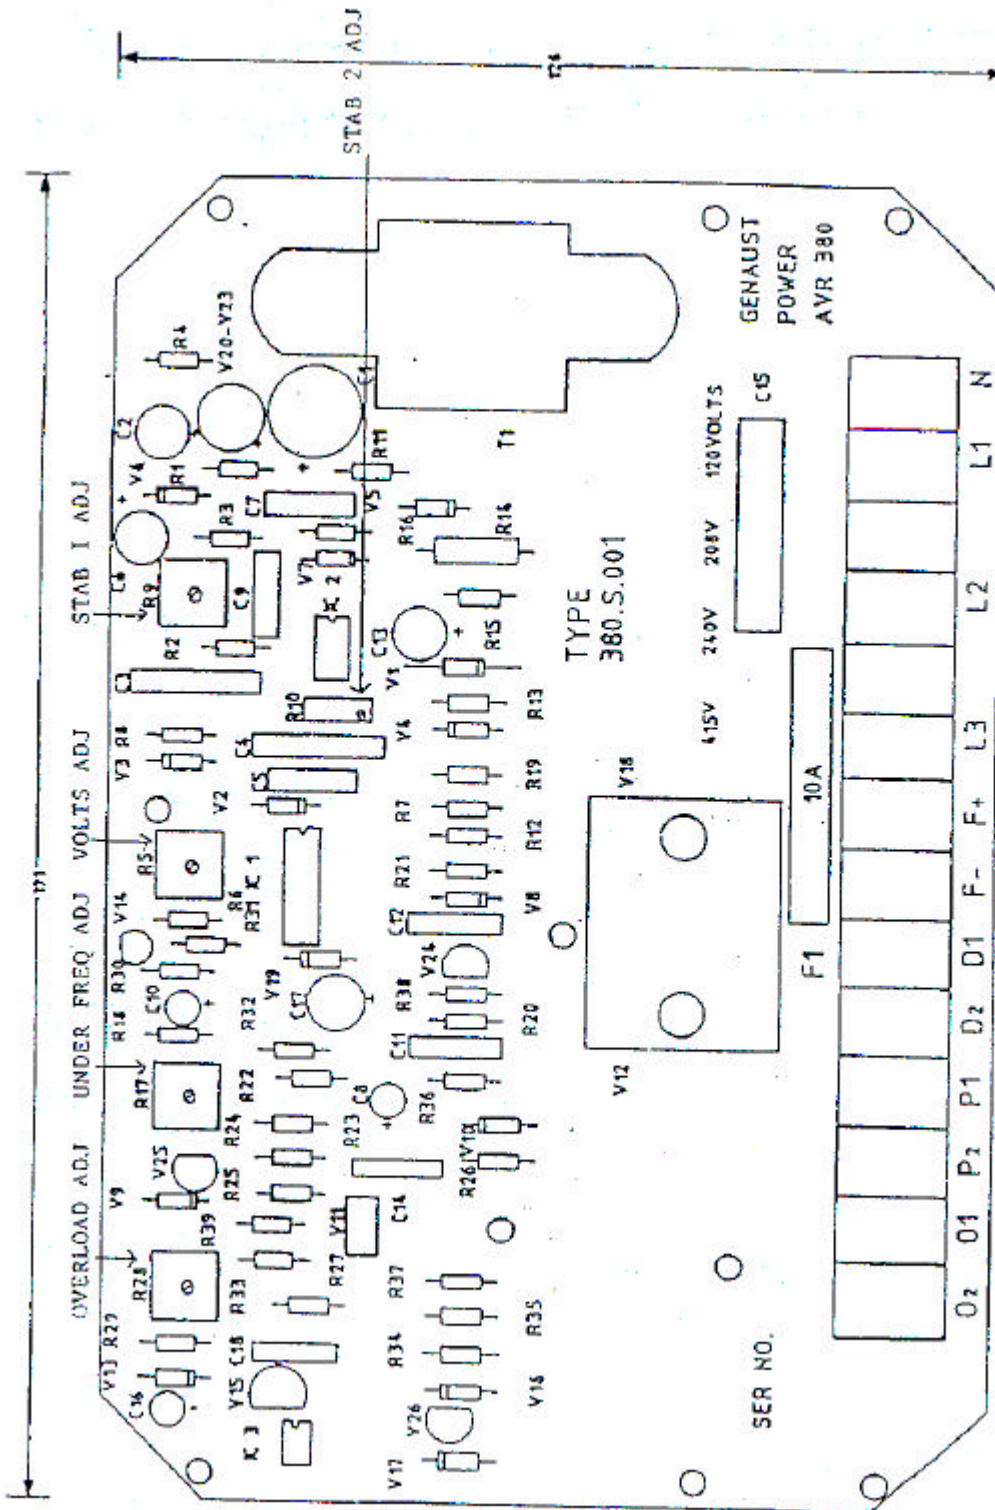 171
OVERLOAD ADJ
UNDER FREQ ADJ
VOLTS ADJ
STAB 1 ADJ
STAB 2 ADJ
V13
R29
R28
V9
V25
R17
R18
R30
V14
R5
V3
R8
R2
R9
V4
C2
R4
C16
R39
R25
R24
R22
R32
C10
R6
R31
IC 1
V2
C3
C9
R3
R1
V20-V23
IC 3
V15
C18
R33
R27
V11
R23
C8
V19
C17
C5
C4
R10
IC 2
V7
C7
V5
R11
C1
C14
R36
C11
R38
V24
C12
R21
R7
V4
V1
C13
R16
V17
V26
R34
R37
R26
V10
R20
V8
R12
R19
R13
R15
R14
T1
V16
R35
TYPE
380.S.001
V12
V18
415V
240V
208V
120VOLTS
C15
GENAUST
POWER
AVR 380
SER NO.
F1
10A
O2
O1
P2
P1
D2
D1
F-
F+
L3
L2
L1
N